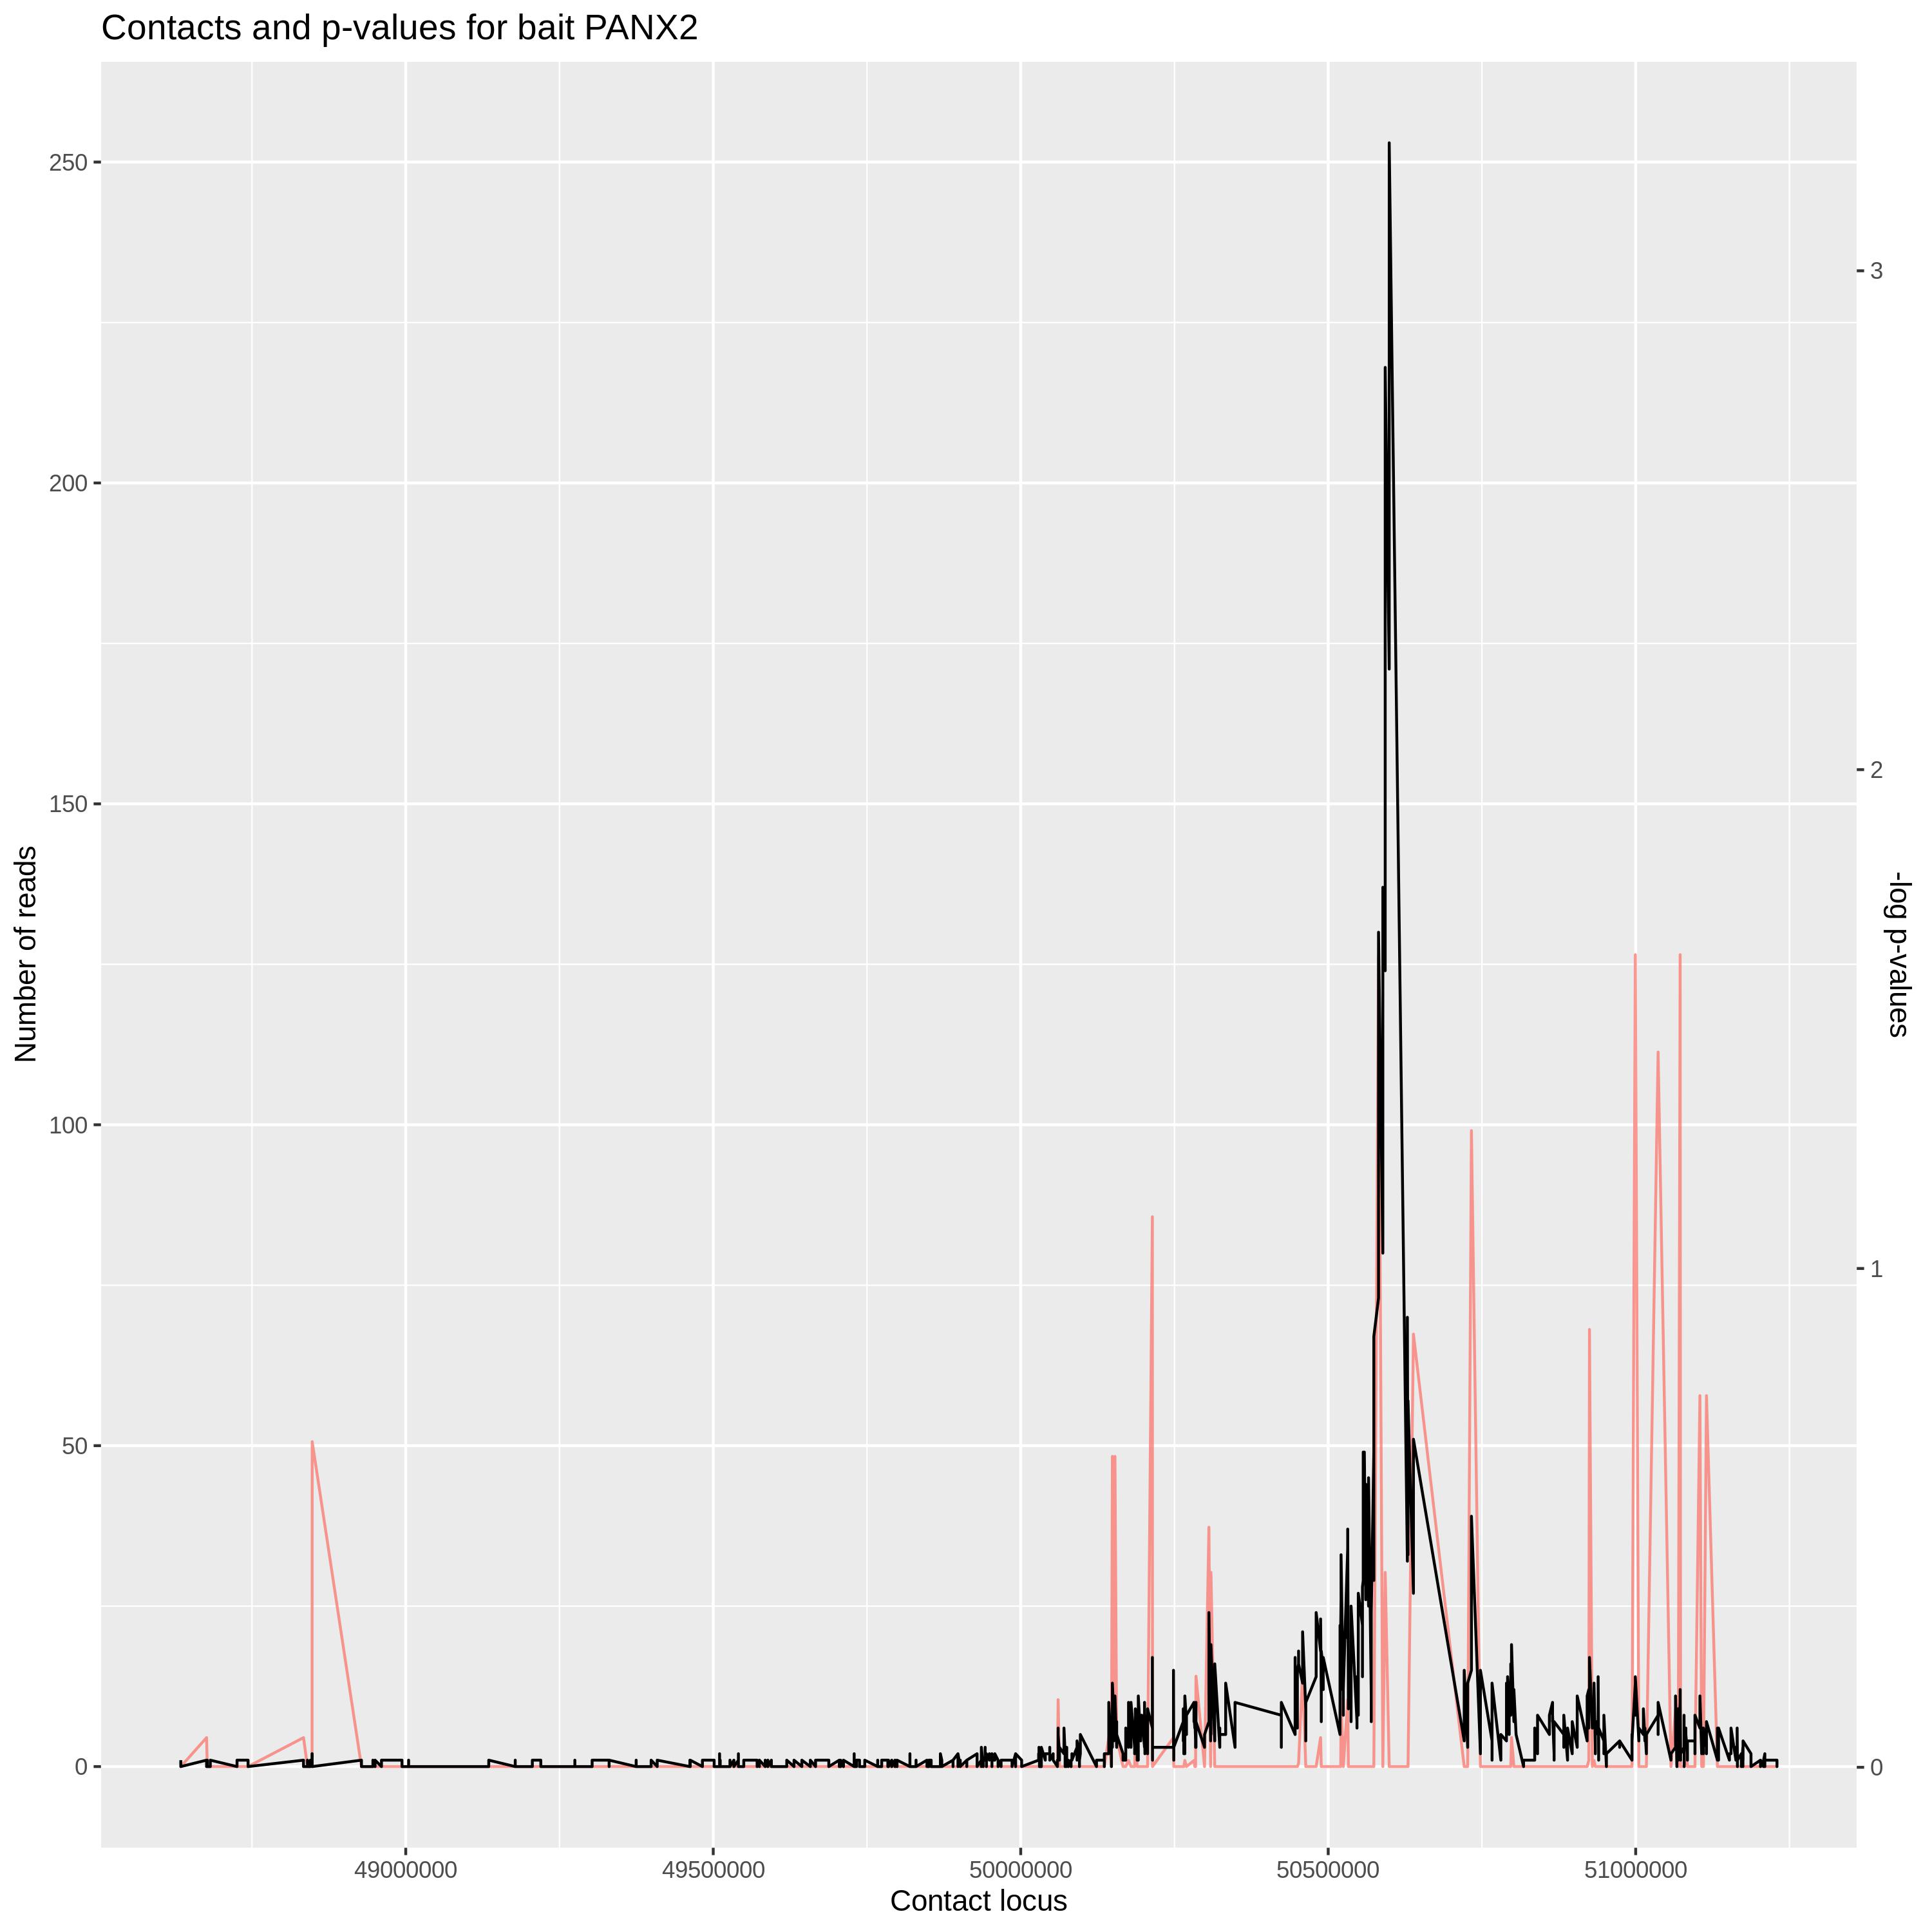 Contacts and p-values for bait PANX2
250
200
150
100
50
0
Number of reads
3
2
1
0
-log p-values
49000000 49500000 50000000 50500000 51000000
Contact locus